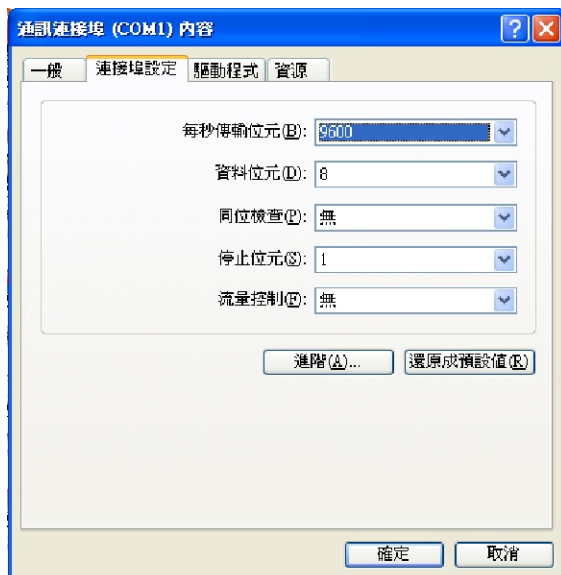 通訊連接埠 (COM1) 內容
一般 連接埠設定 驅動程式 資源
每秒傳輸位元(B): 9600
資料位元(D): 8
同位檢查(P): 無
停止位元(S): 1
流量控制(F): 無
進階(A)... 還原成預設值(R)
確定 取消